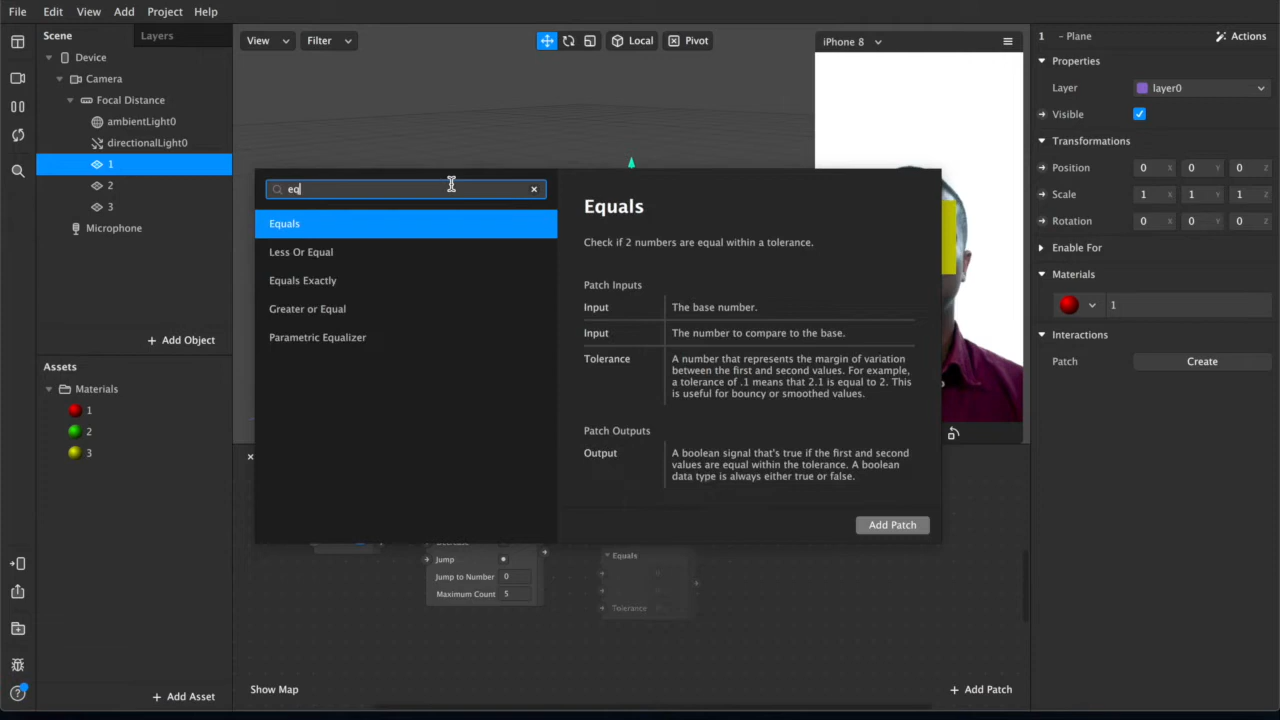 File Edit View Add Project Help
Scene Layers
Device
Camera
Focal Distance
ambientLight0
directionalLight0
1
2
3
Microphone
+ Add Object
Assets
Materials
1
2
3
+ Add Asset
View Filter Local Pivot
iPhone 8
eq
Equals
Less Or Equal
Equals Exactly
Greater or Equal
Parametric Equalizer
Equals
Check if 2 numbers are equal within a tolerance.
Patch Inputs
Input The base number.
Input The number to compare to the base.
Tolerance A number that represents the margin of variation
between the first and second values. For example,
a tolerance of .1 means that 2.1 is equal to 2. This
is useful for bouncy or smoothed values.
Patch Outputs
Output A boolean signal that's true if the first and second
values are equal within the tolerance. A boolean
data type is always either true or false.
Add Patch
Jump
Jump to Number 0
Maximum Count 5
Equals
Tolerance
Show Map
+ Add Patch
1 - Plane Actions
Properties
Layer layer0
Visible
Transformations
Position 0 X 0 Y 0 Z
Scale 1 X 1 Y 1 Z
Rotation 0 X 0 Y 0 Z
Enable For
Materials
1
Interactions
Patch Create